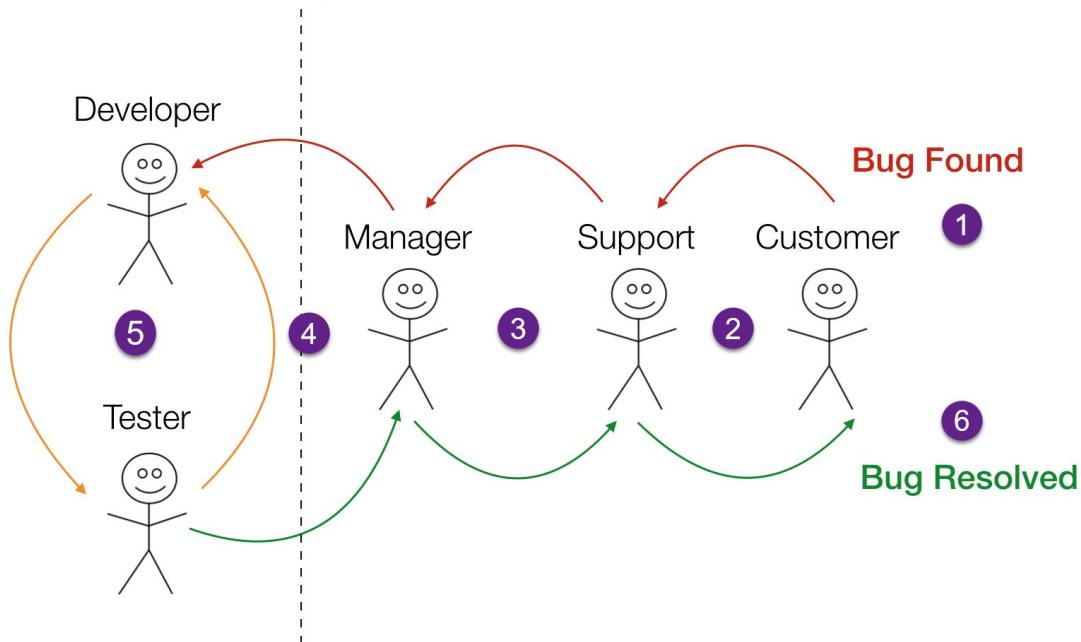 Developer
Bug Found
1
Manager
Support
Customer
5
4
3
2
Tester
6
Bug Resolved